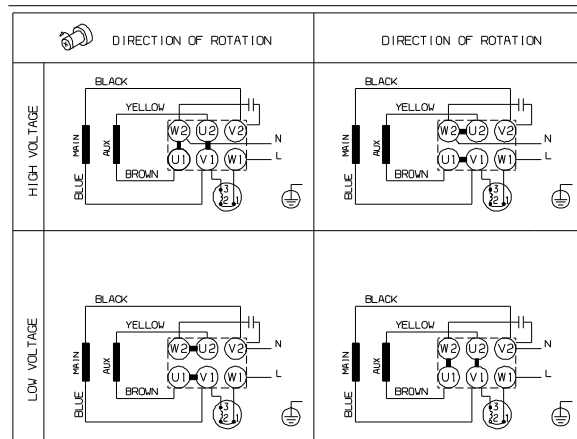 DIRECTION OF ROTATION
DIRECTION OF ROTATION
HIGH VOLTAGE
BLACK
YELLOW
W2 U2 V2
N
MAIN
AUX
U1 V1 W1
L
BROWN
BLUE
3
2 1
BLACK
YELLOW
W2 U2 V2
N
MAIN
AUX
U1 V1 W1
L
BROWN
BLUE
3
2 1
LOW VOLTAGE
BLACK
YELLOW
W2 U2 V2
N
MAIN
AUX
U1 V1 W1
L
BROWN
BLUE
3
2 1
BLACK
YELLOW
W2 U2 V2
N
MAIN
AUX
U1 V1 W1
L
BROWN
BLUE
3
2 1